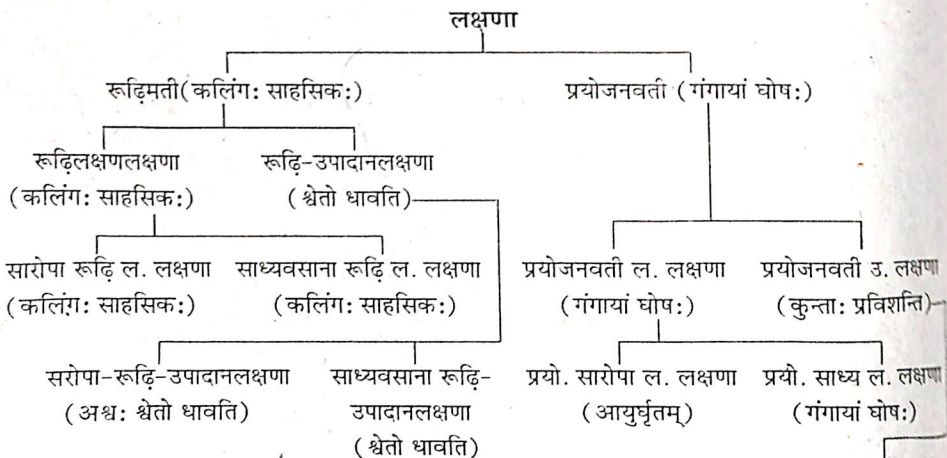 लक्षणा
रूढ़िमती(कलिंग: साहसिक:)
प्रयोजनवती (गंगायां घोष:)
रूढ़िलक्षणलक्षणा
(कलिंग: साहसिक:)
रूढ़ि-उपादानलक्षणा
(श्वेतो धावति)
सारोपा रूढ़ि ल. लक्षणा
(कलिंग: साहसिक:)
साध्यवसाना रूढ़ि ल. लक्षणा
(कलिंग: साहसिक:)
प्रयोजनवती ल. लक्षणा
(गंगायां घोष:)
प्रयोजनवती उ. लक्षणा
(कुन्ता: प्रविशन्ति)
सरोपा-रूढ़ि-उपादानलक्षणा
(अश्व: श्वेतो धावति)
साध्यवसाना रूढ़ि-
उपादानलक्षणा
(श्वेतो धावति)
प्रयो. सारोपा ल. लक्षणा
(आयुर्घृतम्)
प्रयो. साध्य ल. लक्षणा
(गंगायां घोष:)